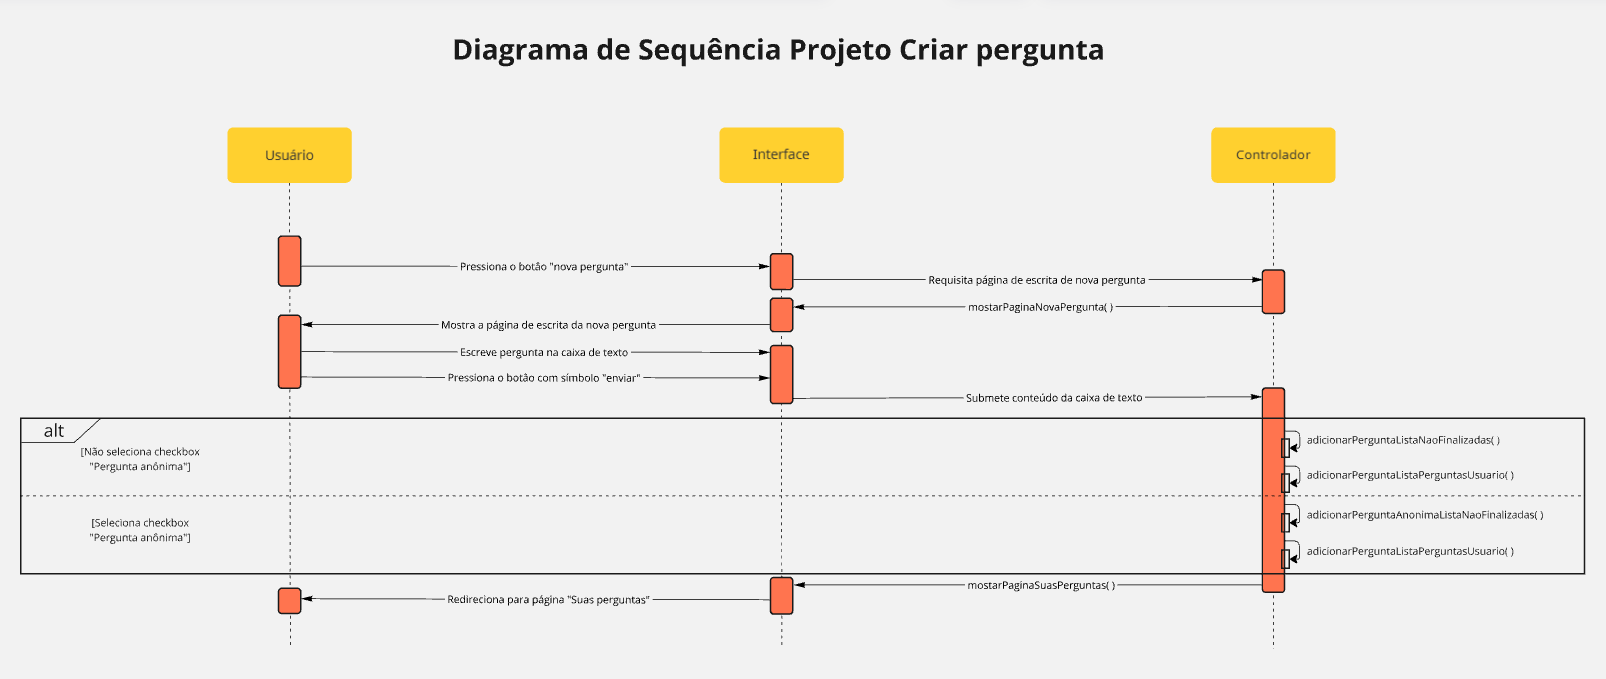 Diagrama de Sequência Projeto Criar pergunta
Usuário
Interface
Controlador
Pressiona o botão "nova pergunta"
Requisita página de escrita de nova pergunta
mostarPaginaNovaPergunta( )
Mostra a página de escrita da nova pergunta
Escreve pergunta na caixa de texto
Pressiona o botão com símbolo "enviar"
Submete conteúdo da caixa de texto
alt
[Não seleciona checkbox
"Pergunta anônima"]
adicionarPerguntaListaNaoFinalizadas( )
adicionarPerguntaListaPerguntasUsuario( )
[Seleciona checkbox
"Pergunta anônima"]
adicionarPerguntaAnonimaListaNaoFinalizadas( )
adicionarPerguntaListaPerguntasUsuario( )
mostarPaginaSuasPerguntas( )
Redireciona para página "Suas perguntas"